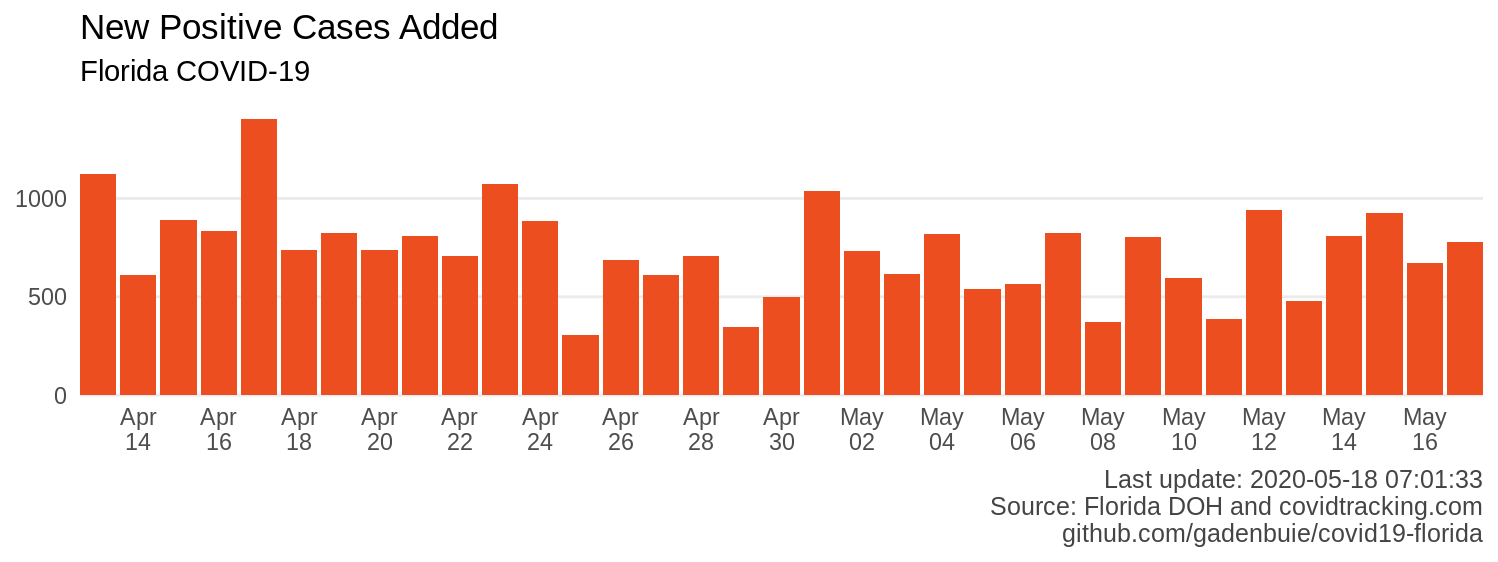 New Positive Cases Added
Florida COVID-19
1000
500
0
Apr Apr Apr Apr Apr Apr Apr Apr Apr May May May May May May May May
14 16 18 20 22 24 26 28 30 02 04 06 08 10 12 14 16
Last update: 2020-05-18 07:01:33
Source: Florida DOH and covidtracking.com
github.com/gadenbuie/covid19-florida